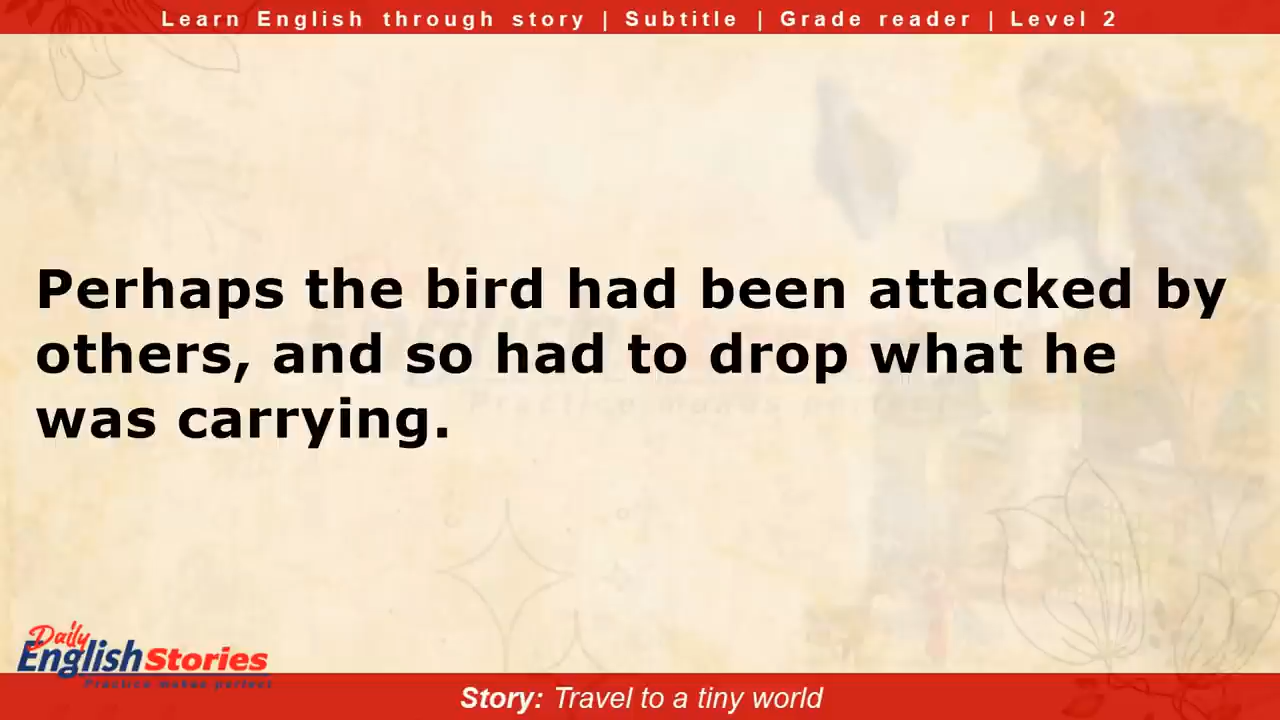 Learn English through story | Subtitle | Grade reader | Level 2
Perhaps the bird had been attacked by
others, and so had to drop what he
was carrying.
Daily
English Stories
Practice makes perfect
Story: Travel to a tiny world